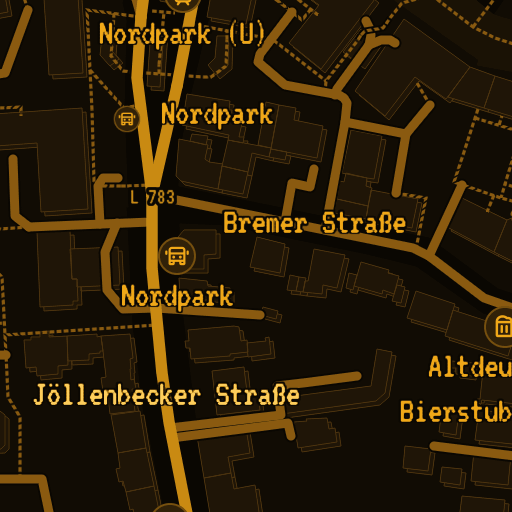 Nordpark (U)
Nordpark
L 783
Bremer Straße
Nordpark
Altdeu
Jöllenbecker Straße
Bierstub